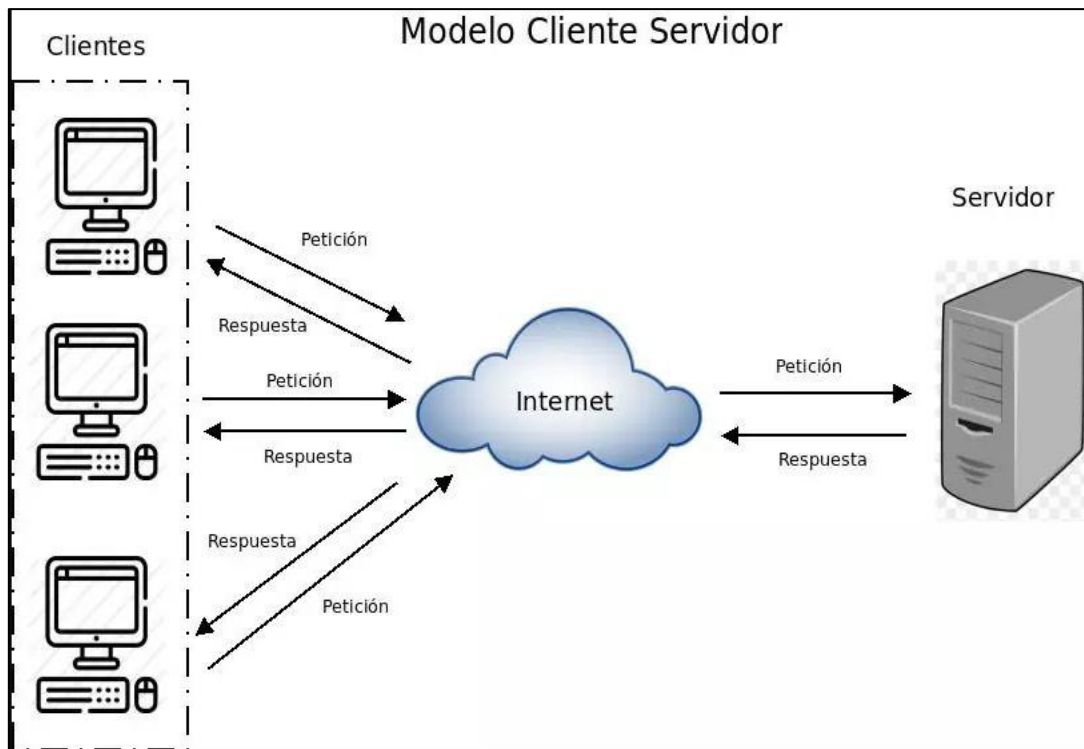 Modelo Cliente Servidor
Clientes
Servidor
Petición
Respuesta
Petición
Respuesta
Respuesta
Petición
Internet
Petición
Respuesta